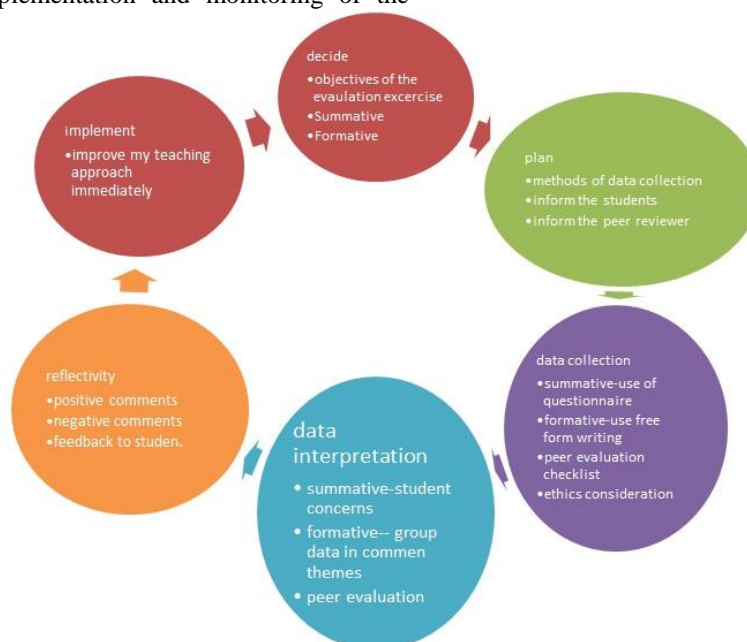 plementation and monitoring of the
decide
•objectives of the
evaulation excercise
•Summative
•Formative
plan
•methods of data collection
•inform the students
•inform the peer reviewer
data collection
•summative-use of
questionnaire
•formative-use free
form writing
•peer evaluation
checklist
•ethics consideration
data
interpretation
• summative-student
concerns
• formative-- group
data in commen
themes
• peer evaluation
reflectivity
•positive comments
•negative comments
•feedback to studen
implement
•improve my teaching
approach
immediately